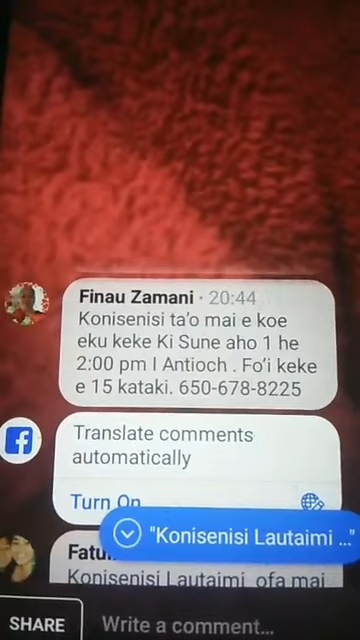 Finau Zamani · 20:44
Konisenisi ta'o mai e koe
eku keke Ki Sune aho 1 he
2:00 pm I Antioch . Fo'i keke
e 15 kataki. 650-678-8225
Translate comments
automatically
Turn On
"Konisenisi Lautaimi ..."
Konisenisi Lautaimi ofa mai
SHARE
Write a comment...